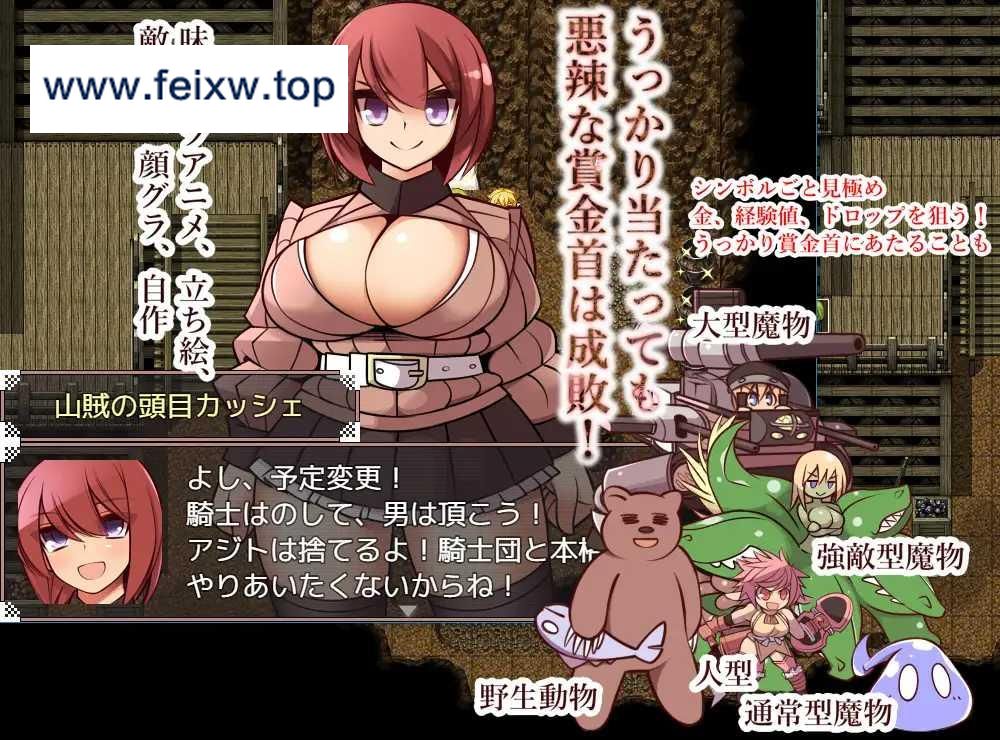 うっかり当たっても
悪辣な賞金首は成敗！
味
アニメ、立ち絵、
敵
顔グラ、自作
www.feixw.top
シンボルごと見極め
金、経験値、ドロップを狙う！
うっかり賞金首にあたることも
大型魔物
山賊の頭目カッシェ
よし、予定変更！
騎士はのして、男は頂こう！
アジトは捨てるよ！騎士団と本格
やりあいたくないからね！
強敵型魔物
人型
野生動物
通常型魔物